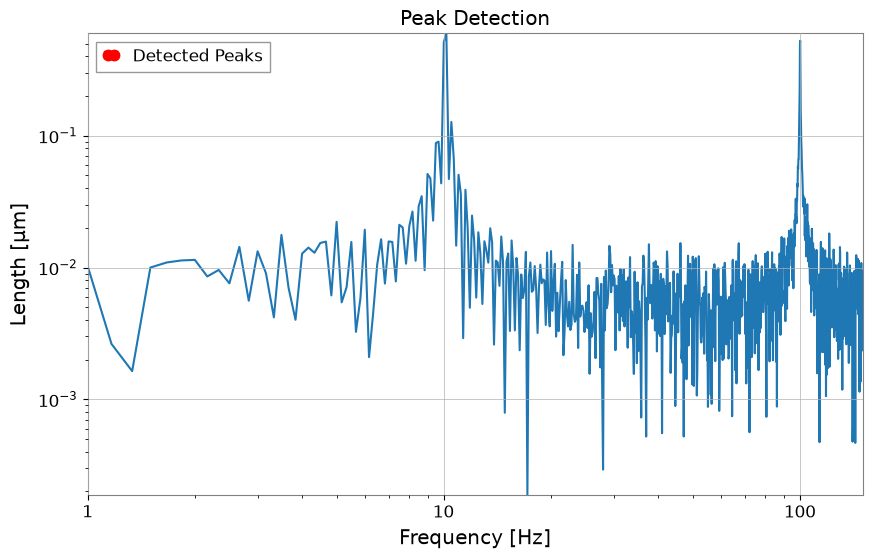 Peak Detection
Detected Peaks
10⁻¹
10⁻²
10⁻³
Length [µm]
1
10
100
Frequency [Hz]